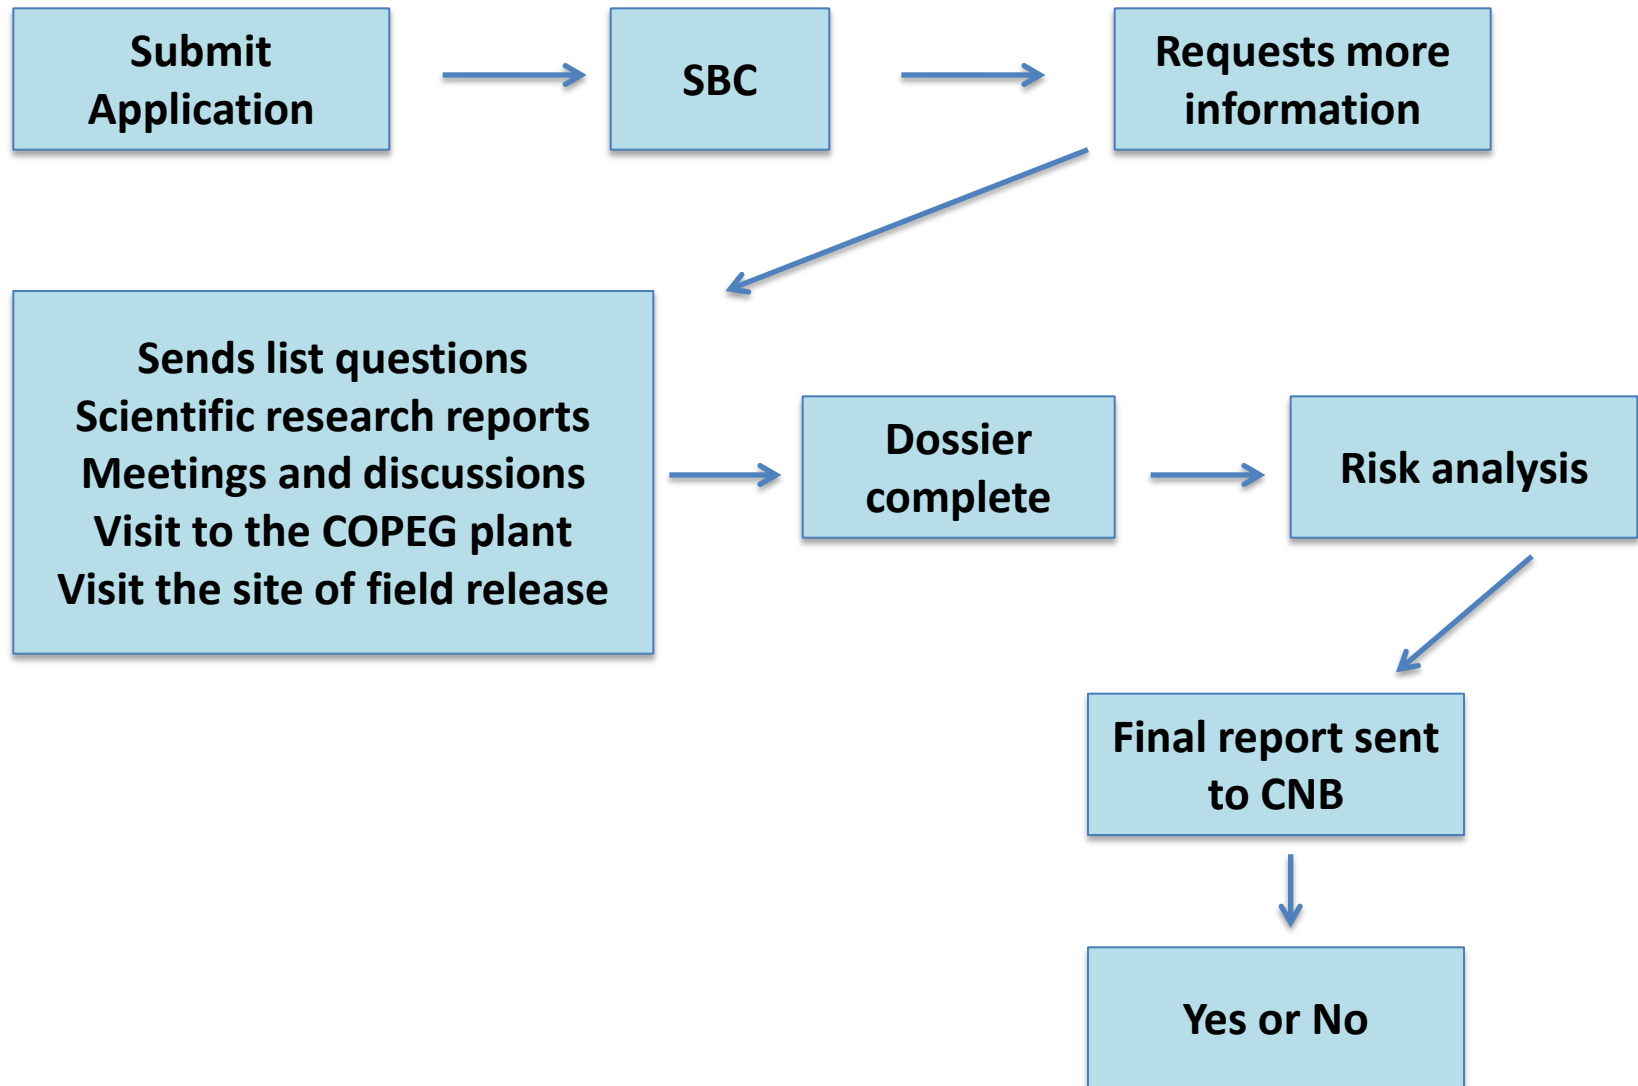 Submit
Application
SBC
Requests more
information
Sends list questions
Scientific research reports
Meetings and discussions
Visit to the COPEG plant
Visit the site of field release
Dossier
complete
Risk analysis
Final report sent
to CNB
Yes or No